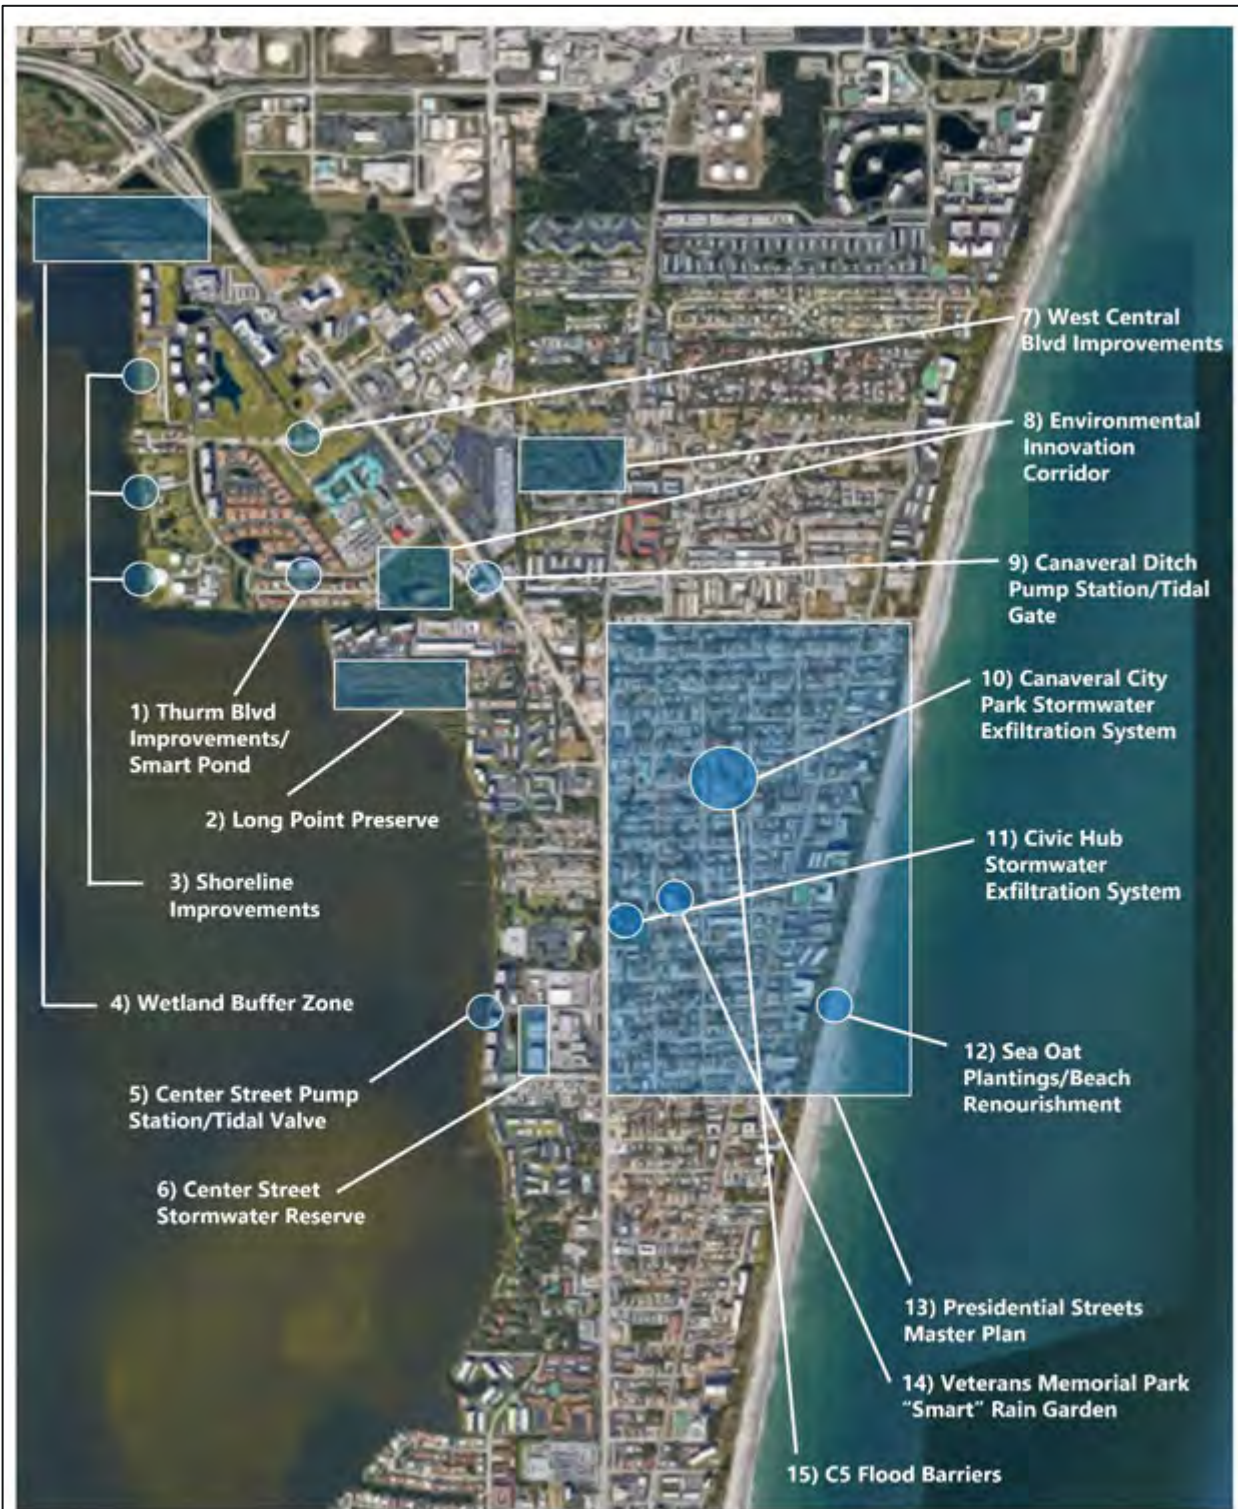 7) West Central
Blvd Improvements
8) Environmental
Innovation
Corridor
9) Canaveral Ditch
Pump Station/Tidal
Gate
10) Canaveral City
Park Stormwater
Exfiltration System
1) Thurm Blvd
Improvements/
Smart Pond
2) Long Point Preserve
11) Civic Hub
Stormwater
Exfiltration System
3) Shoreline
Improvements
4) Wetland Buffer Zone
12) Sea Oat
Plantings/Beach
Renourishment
5) Center Street Pump
Station/Tidal Valve
6) Center Street
Stormwater Reserve
13) Presidential Streets
Master Plan
14) Veterans Memorial Park
“Smart” Rain Garden
15) C5 Flood Barriers